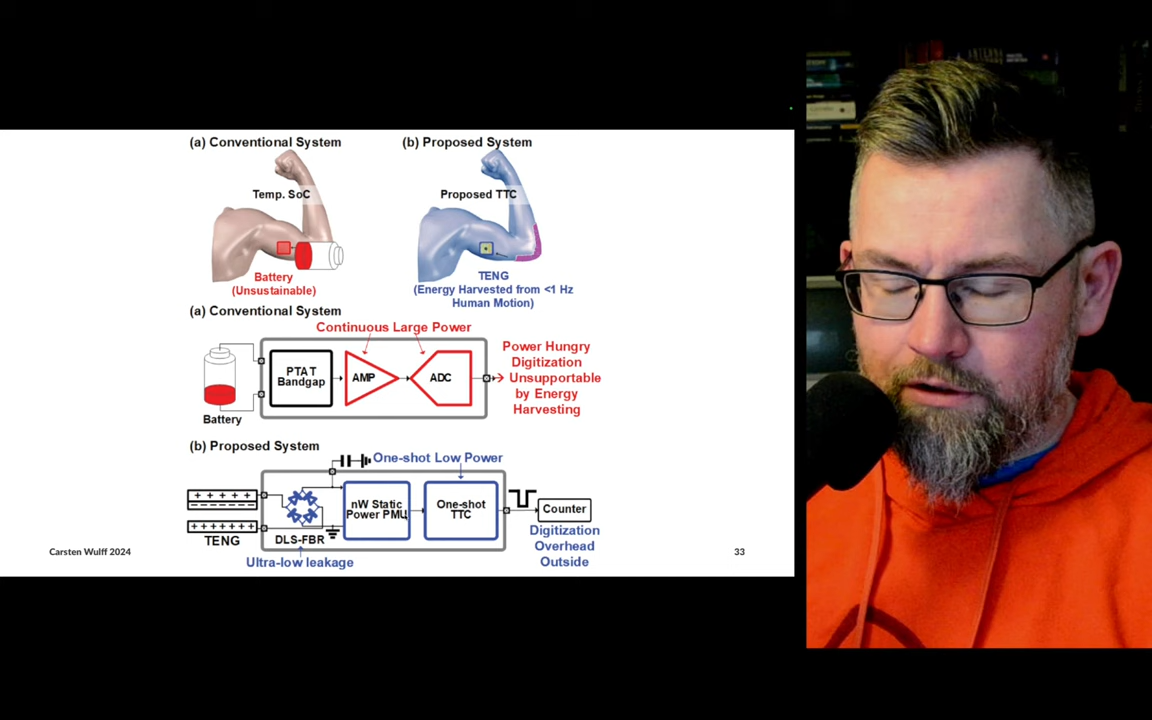 (a) Conventional System
(b) Proposed System
Temp. SoC
Proposed TTC
Battery
(Unsustainable)
TENG
(Energy Harvested from <1 Hz
Human Motion)
(a) Conventional System
Continuous Large Power
PTAT
Bandgap
AMP
ADC
Power Hungry
Digitization
Unsupportable
by Energy
Harvesting
Battery
(b) Proposed System
One-shot Low Power
+ + + + +
− − − − −
+ + + + + +
TENG
DLS-FBR
nW Static
Power PMU
One-shot
TTC
Counter
Digitization
Overhead
Outside
Ultra-low leakage
Carsten Wulff 2024
33